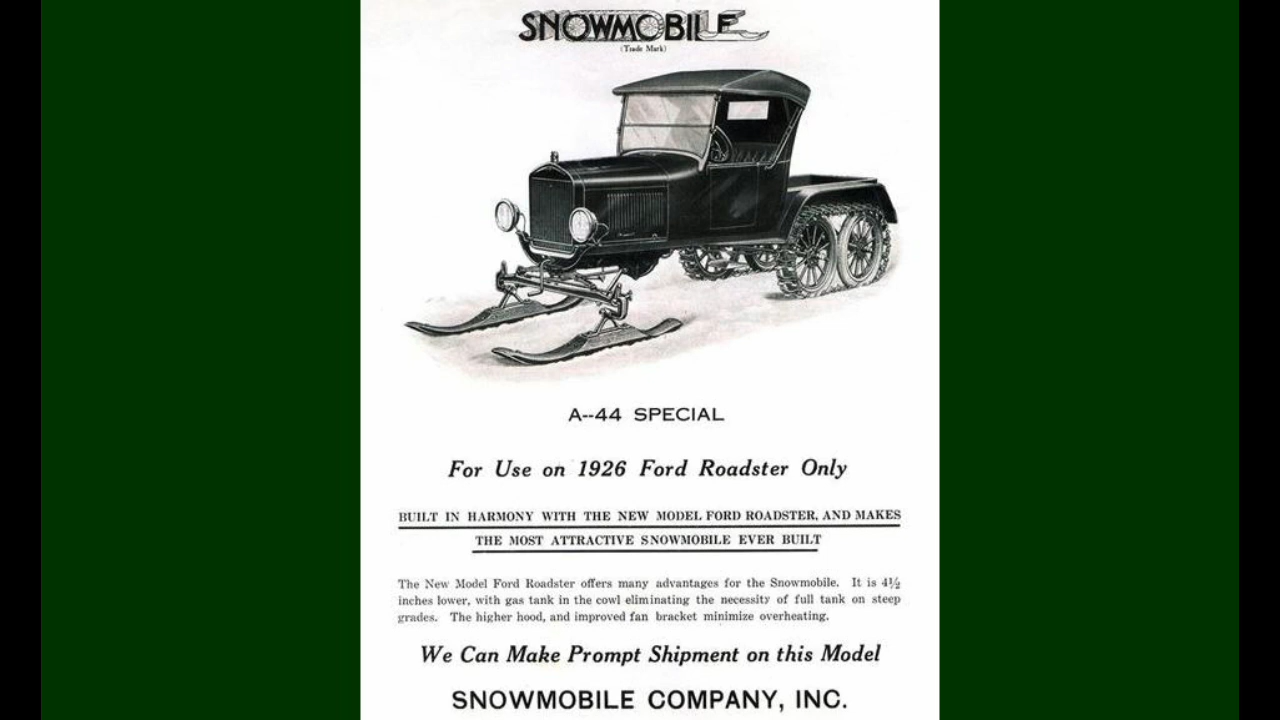 SNOWMOBILE
(Trade Mark)
A--44 SPECIAL
For Use on 1926 Ford Roadster Only
BUILT IN HARMONY WITH THE NEW MODEL FORD ROADSTER, AND MAKES
THE MOST ATTRACTIVE SNOWMOBILE EVER BUILT
The New Model Ford Roadster offers many advantages for the Snowmobile. It is 4½
inches lower, with gas tank in the cowl eliminating the necessity of full tank on steep
grades. The higher hood, and improved fan bracket minimize overheating.
We Can Make Prompt Shipment on this Model
SNOWMOBILE COMPANY, INC.